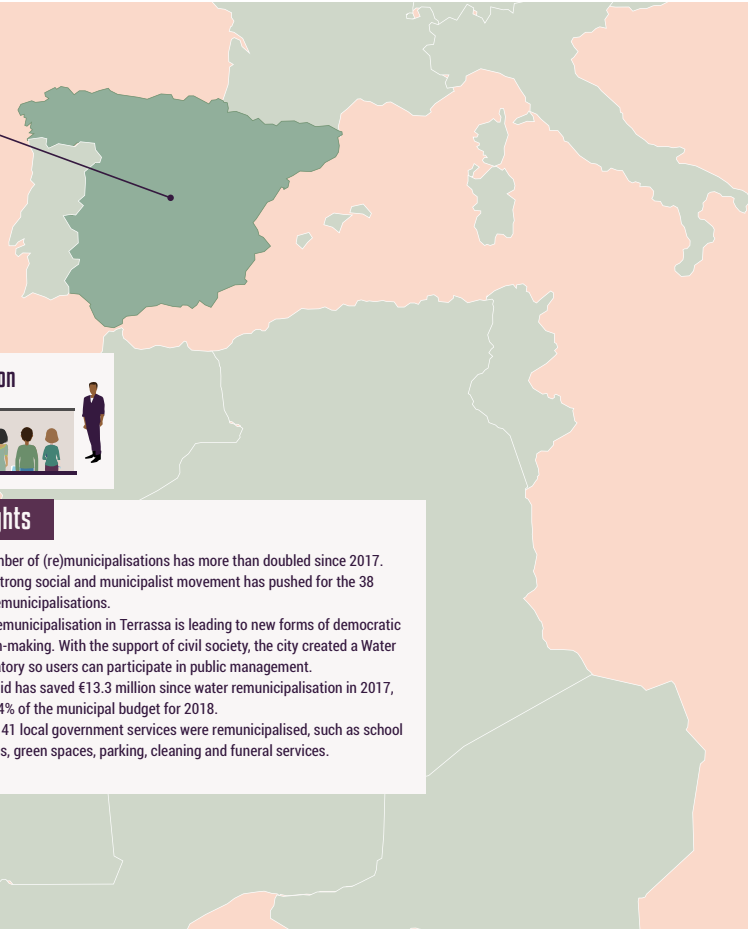 on
ghts
mber of (re)municipalisations has more than doubled since 2017.
trong social and municipalist movement has pushed for the 38
emunicipalisations.
emunicipalisation in Terrassa is leading to new forms of democratic
n-making. With the support of civil society, the city created a Water
atory so users can participate in public management.
id has saved €13.3 million since water remunicipalisation in 2017,
4% of the municipal budget for 2018.
41 local government services were remunicipalised, such as school
s, green spaces, parking, cleaning and funeral services.